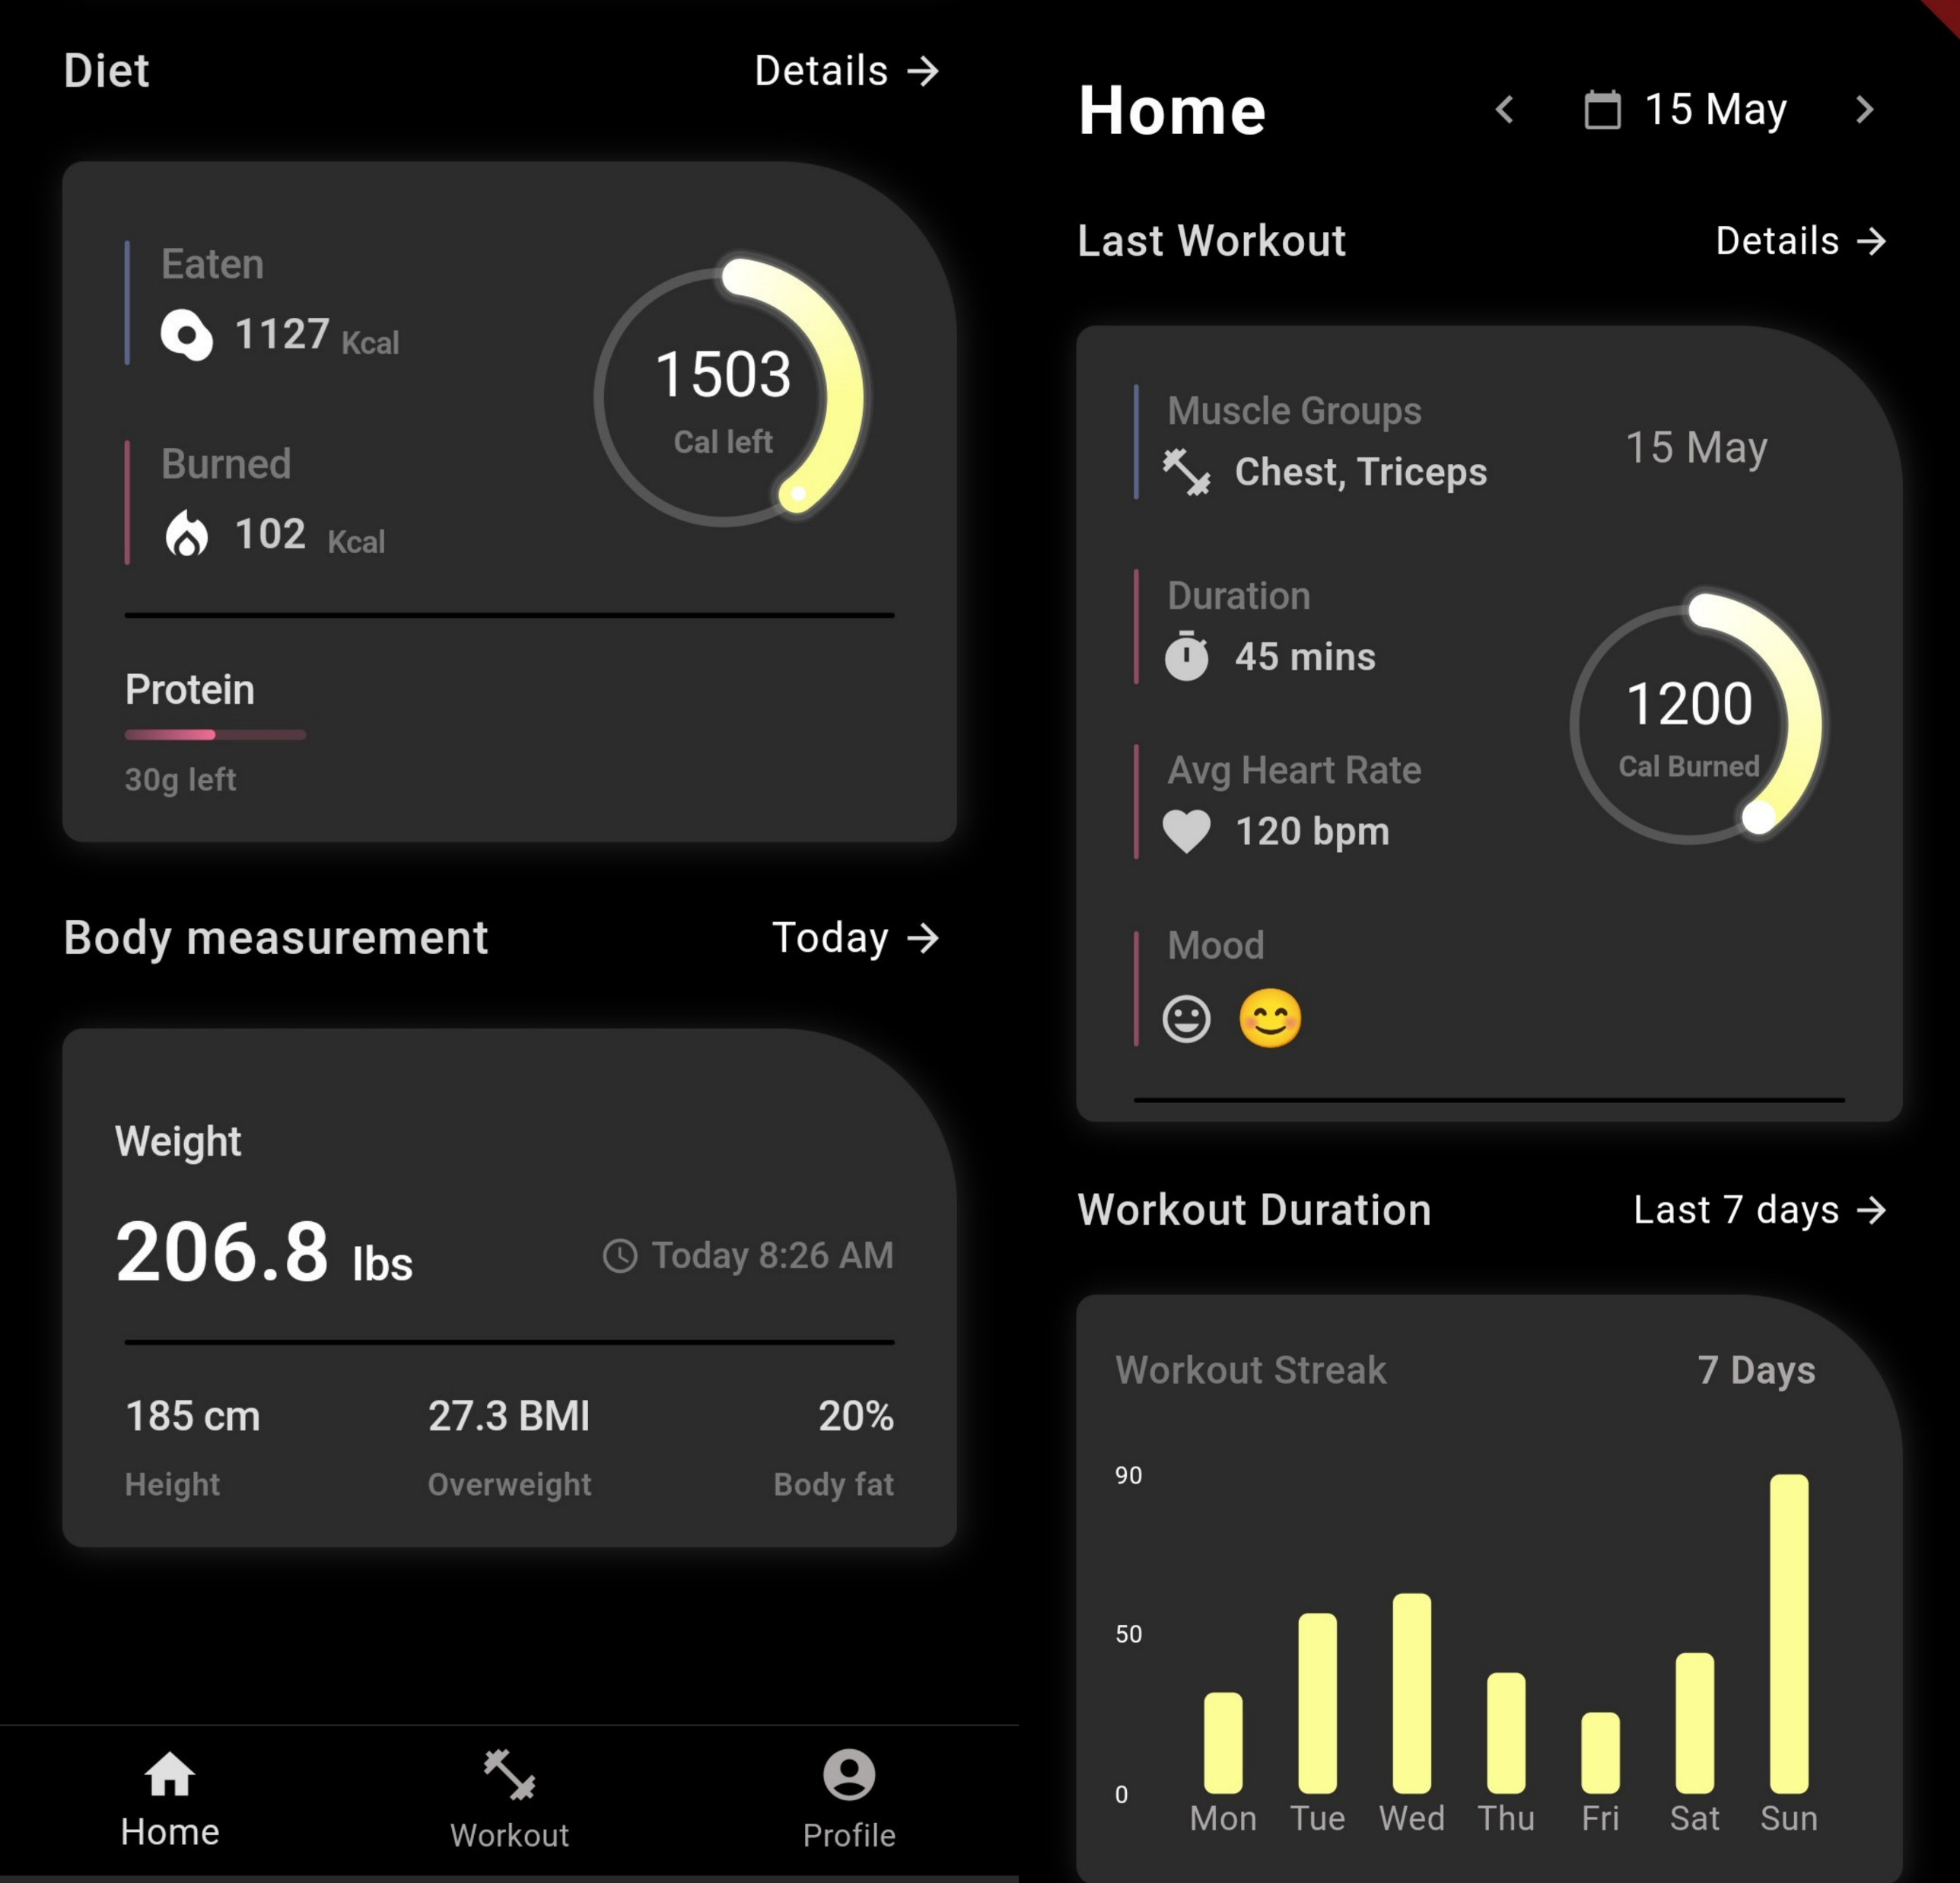 Diet
Details →
Eaten
1127 Kcal
Burned
102 Kcal
1503
Cal left
Protein
30g left
Body measurement
Today →
Weight
206.8 lbs
Today 8:26 AM
185 cm
Height
27.3 BMI
Overweight
20%
Body fat
Home
Workout
Profile
Home
15 May
Last Workout
Details →
Muscle Groups
Chest, Triceps
15 May
Duration
45 mins
Avg Heart Rate
120 bpm
1200
Cal Burned
Mood
😊
Workout Duration
Last 7 days →
Workout Streak
7 Days
90
50
0
Mon Tue Wed Thu Fri Sat Sun